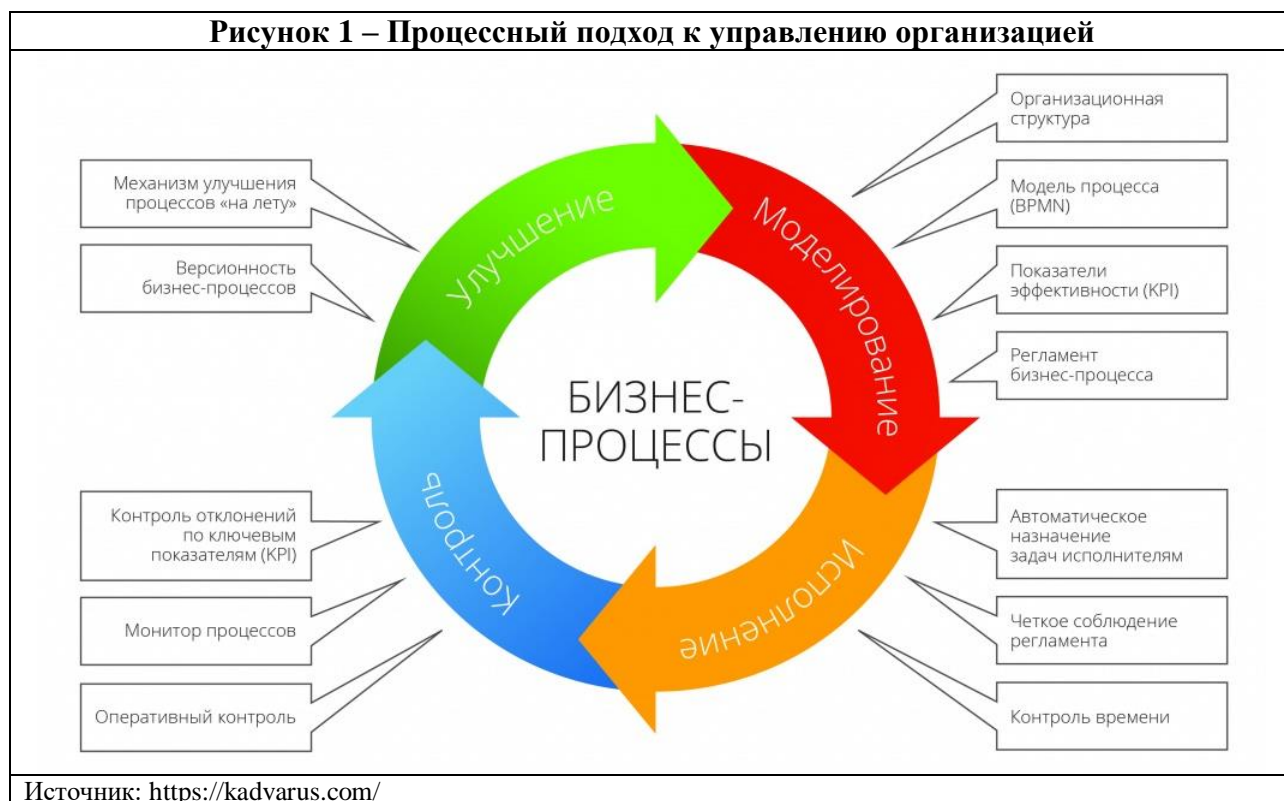 Рисунок 1 – Процессный подход к управлению организацией
Механизм улучшения
процессов «на лету»
Версионность
бизнес-процессов
Контроль отклонений
по ключевым
показателям (KPI)
Монитор процессов
Оперативный контроль
Улучшение
Моделирование
Исполнение
Контроль
БИЗНЕС-
ПРОЦЕССЫ
Организационная
структура
Модель процесса
(BPMN)
Показатели
эффективности (KPI)
Регламент
бизнес-процесса
Автоматическое
назначение
задач исполнителям
Четкое соблюдение
регламента
Контроль времени
Источник: https://kadvarus.com/